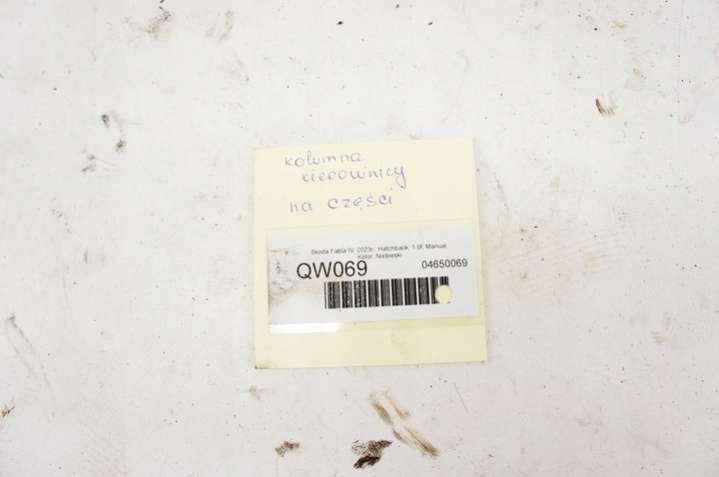 kolumna
kierownicy
na części
Skoda Fabia IV, 2023r., Hatchback, 1.0l, Manual,
Kolor: Niebieski
QW069
04650069